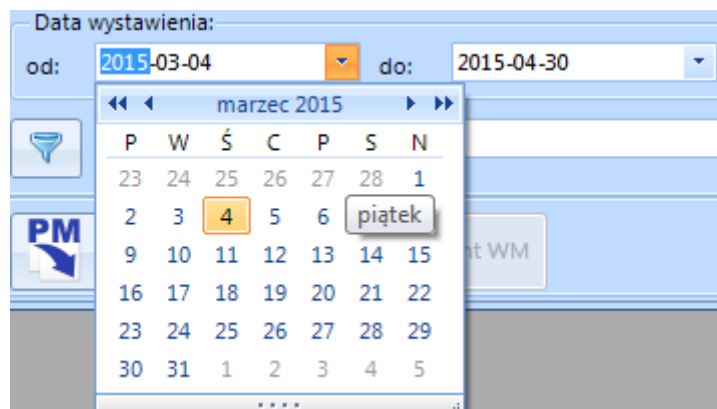 Data wystawienia:
od: 2015-03-04 do: 2015-04-30
marzec 2015
P W Ś C P S N
23 24 25 26 27 28 1
2 3 4 5 6 piątek
PM
9 10 11 12 13 14 15
WM
16 17 18 19 20 21 22
23 24 25 26 27 28 29
30 31 1 2 3 4 5